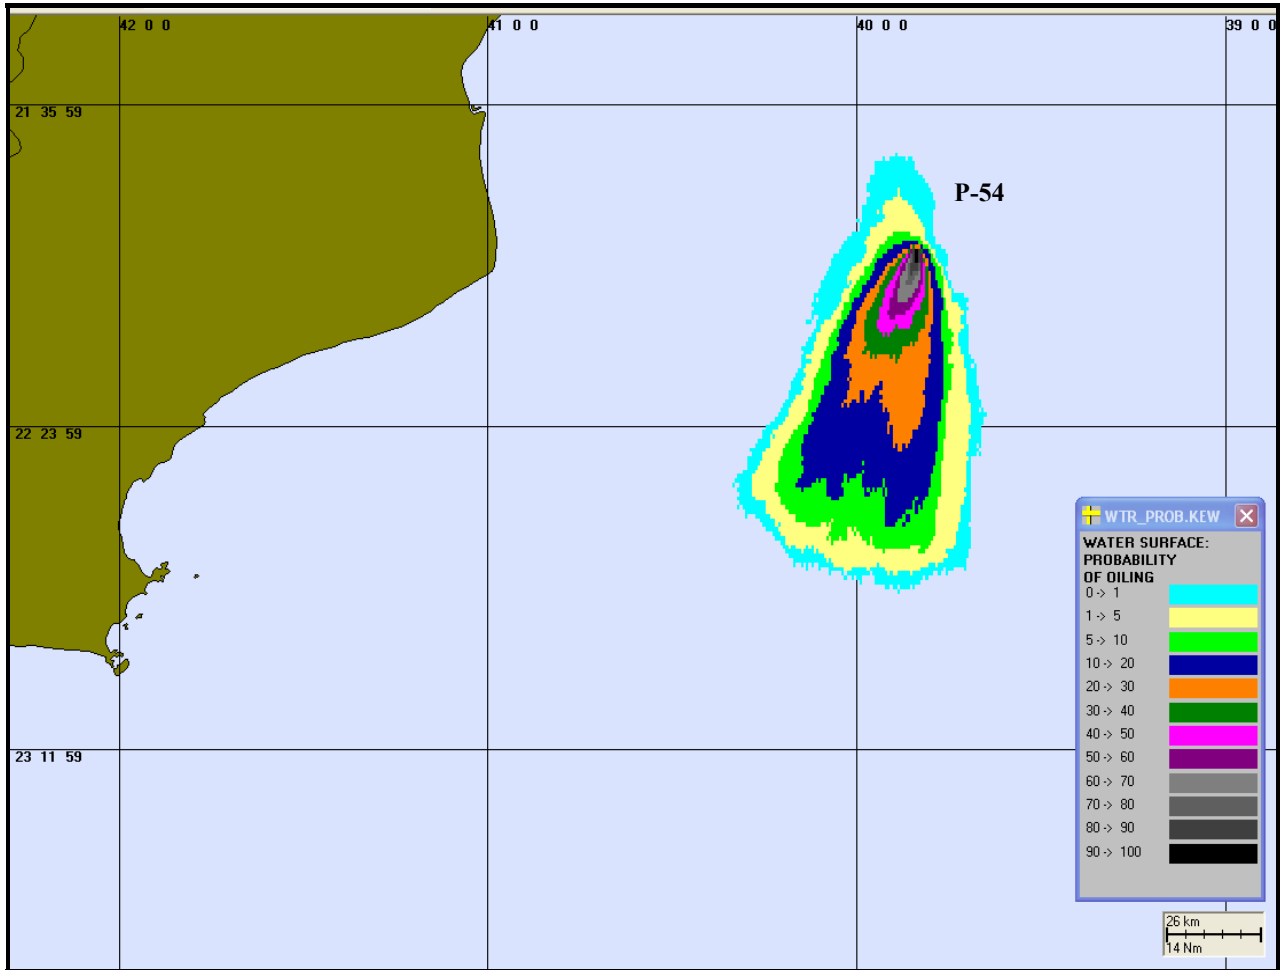 42 0 0
41 0 0
40 0 0
39 0 0
21 35 59
P-54
22 23 59
WTR_PROB.KEW
WATER SURFACE:
PROBABILITY
OF OILING
0 -> 1
1 -> 5
5 -> 10
10 -> 20
20 -> 30
30 -> 40
40 -> 50
50 -> 60
60 -> 70
70 -> 80
80 -> 90
90 -> 100
23 11 59
26 km
14 Nm